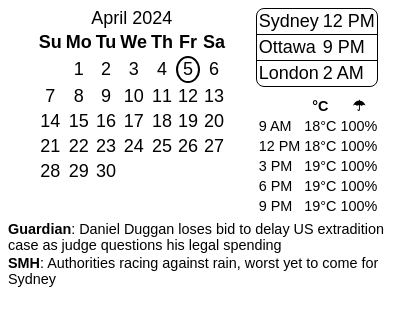 April 2024
Su Mo Tu We Th Fr Sa
1 2 3 4 5 6
7 8 9 10 11 12 13
14 15 16 17 18 19 20
21 22 23 24 25 26 27
28 29 30
Sydney 12 PM
Ottawa 9 PM
London 2 AM
°C ☂
9 AM 18°C 100%
12 PM 18°C 100%
3 PM 19°C 100%
6 PM 19°C 100%
9 PM 19°C 100%
Guardian: Daniel Duggan loses bid to delay US extradition
case as judge questions his legal spending
SMH: Authorities racing against rain, worst yet to come for
Sydney